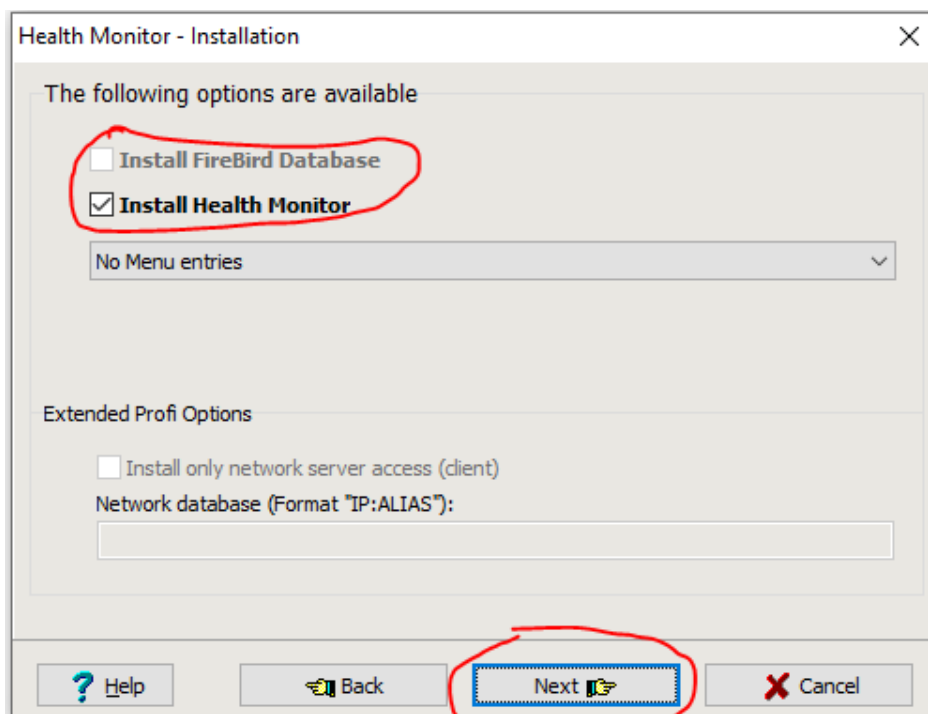 Health Monitor - Installation
The following options are available
Install FireBird Database
Install Health Monitor
No Menu entries
Extended Profi Options
Install only network server access (client)
Network database (Format "IP:ALIAS"):
? Help
Back
Next
Cancel